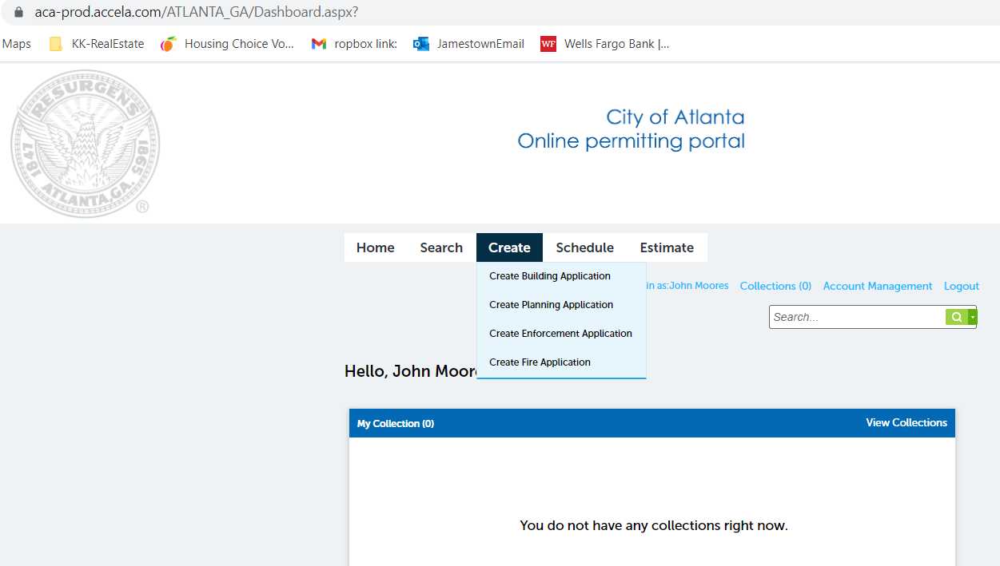 aca-prod.accela.com/ATLANTA_GA/Dashboard.aspx?
Maps KK-RealEstate Housing Choice Vo... ropbox link: JamestownEmail WF Wells Fargo Bank |...
RESURGENS
1847 1865
ATLANTA, GA.
®
City of Atlanta
Online permitting portal
Home Search Create Schedule Estimate
Create Building Application
in as:John Moores Collections (0) Account Management Logout
Create Planning Application
Search...
Create Enforcement Application
Create Fire Application
Hello, John Moor
My Collection (0) View Collections
You do not have any collections right now.